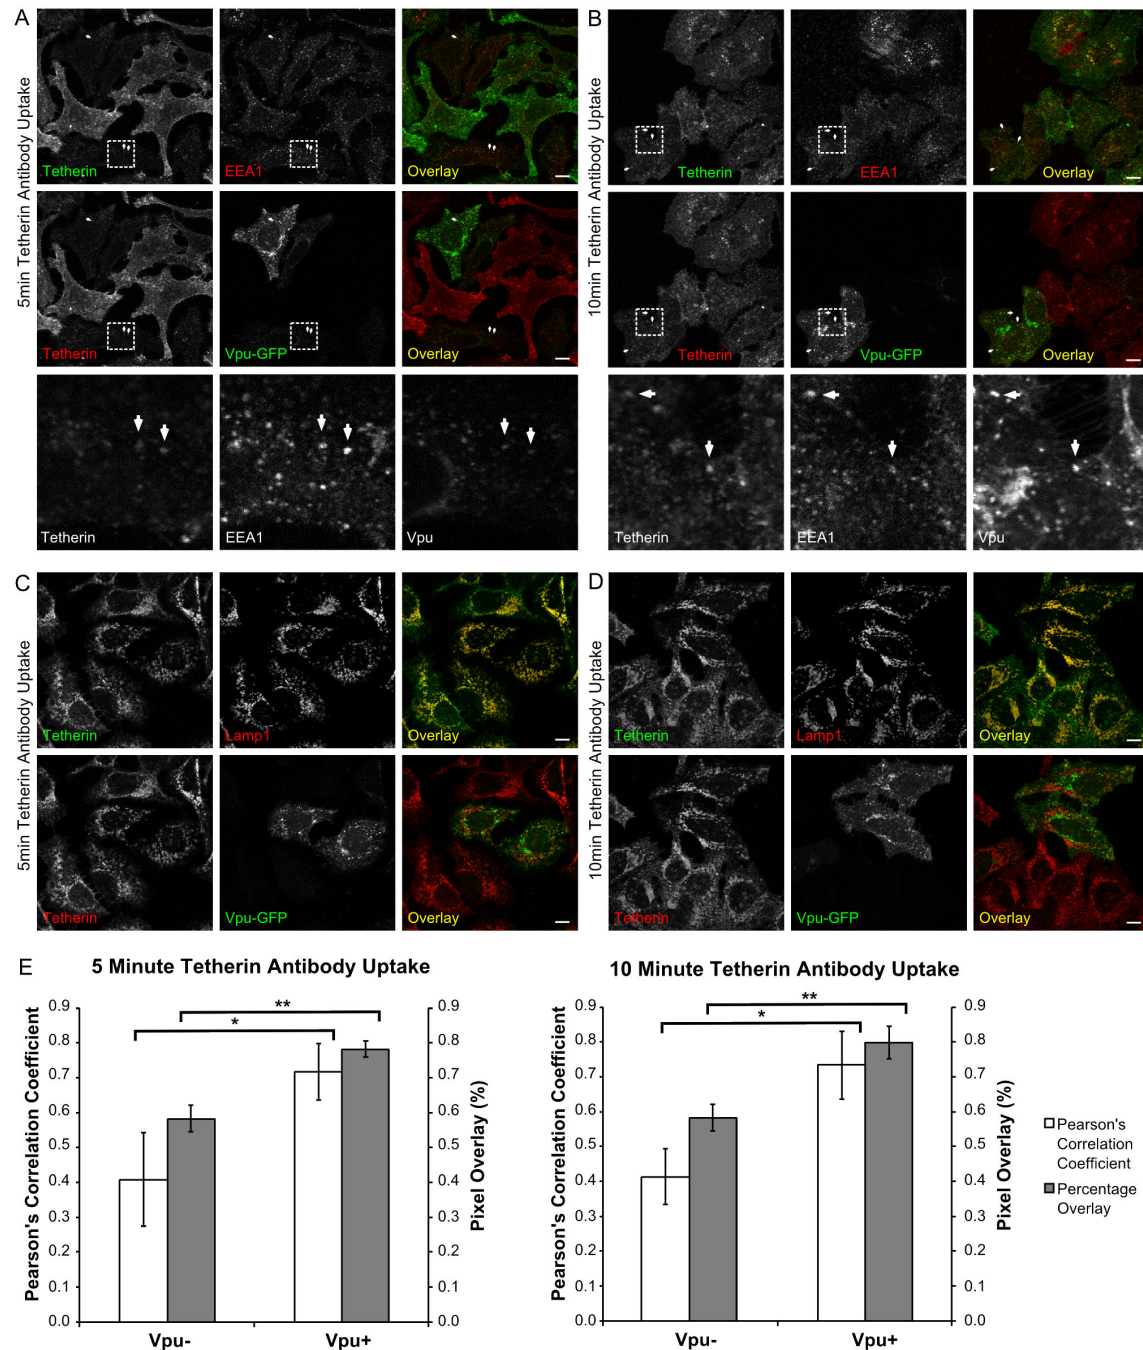 A
5min Tetherin Antibody Uptake
Tetherin
EEA1
Overlay
Tetherin
Vpu-GFP
Overlay
Tetherin
EEA1
Vpu
B
10min Tetherin Antibody Uptake
Tetherin
EEA1
Overlay
Tetherin
Vpu-GFP
Overlay
Tetherin
EEA1
Vpu
C
5min Tetherin Antibody Uptake
Tetherin
Lamp1
Overlay
Tetherin
Vpu-GFP
Overlay
D
10min Tetherin Antibody Uptake
Tetherin
Lamp1
Overlay
Tetherin
Vpu-GFP
Overlay
E
5 Minute Tetherin Antibody Uptake
Pearson's Correlation Coefficient
0.9
0.8
0.7
0.6
0.5
0.4
0.3
0.2
0.1
0.0
*
**
0.9
0.8
0.7
0.6
0.5
0.4
0.3
0.2
0.1
0.0
Pixel Overlay (%)
Vpu-
Vpu+
10 Minute Tetherin Antibody Uptake
Pearson's Correlation Coefficient
0.9
0.8
0.7
0.6
0.5
0.4
0.3
0.2
0.1
0.0
*
**
0.9
0.8
0.7
0.6
0.5
0.4
0.3
0.2
0.1
0.0
Pixel Overlay (%)
Vpu-
Vpu+
Pearson's
Correlation
Coefficient
Percentage
Overlay